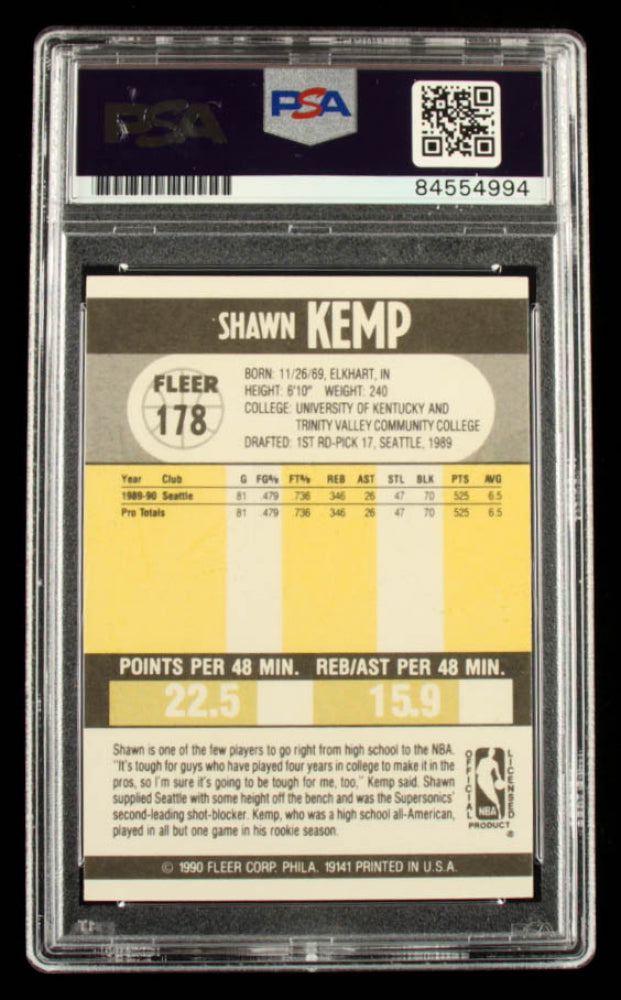 PSA
PSA
84554994
SHAWN KEMP
FLEER
178
BORN: 11/26/69, ELKHART, IN
HEIGHT: 6'10" WEIGHT: 240
COLLEGE: UNIVERSITY OF KENTUCKY AND
TRINITY VALLEY COMMUNITY COLLEGE
DRAFTED: 1ST RD-PICK 17, SEATTLE, 1989
Year Club G FG% FT% REB AST STL BLK PTS AVG
1989-90 Seattle 81 .479 .736 346 26 47 70 525 6.5
Pro Totals 81 .479 .736 346 26 47 70 525 6.5
POINTS PER 48 MIN. REB/AST PER 48 MIN.
22.5 15.9
Shawn is one of the few players to go right from high school to the NBA.
"It's tough for guys who have played four years in college to make it in the
pros, so I'm sure it's going to be tough for me, too," Kemp said. Shawn
supplied Seattle with some height off the bench and was the Supersonics'
second-leading shot-blocker. Kemp, who was a high school all-American,
played in all but one game in his rookie season.
OFFICIAL LICENSED
NBA
PRODUCT
®
© 1990 FLEER CORP. PHILA. 19141 PRINTED IN U.S.A.